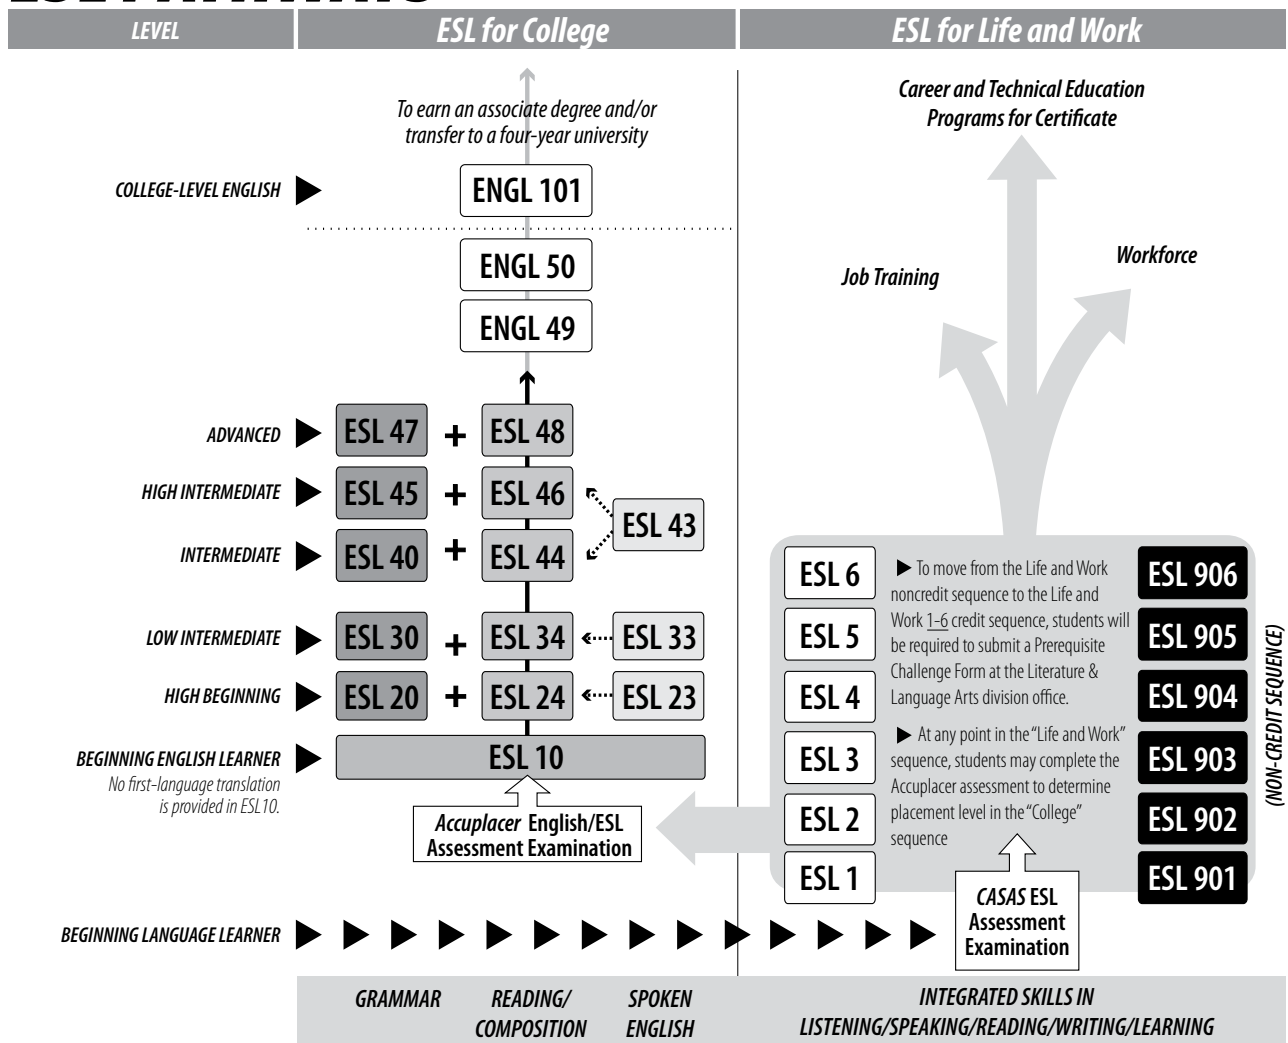 LEVEL
ESL for College
ESL for Life and Work
To earn an associate degree and/or
transfer to a four-year university
Career and Technical Education
Programs for Certificate
COLLEGE-LEVEL ENGLISH
ENGL 101
ENGL 50
ENGL 49
Job Training
Workforce
ADVANCED
ESL 47
+
ESL 48
HIGH INTERMEDIATE
ESL 45
+
ESL 46
ESL 43
INTERMEDIATE
ESL 40
+
ESL 44
LOW INTERMEDIATE
ESL 30
+
ESL 34
ESL 33
HIGH BEGINNING
ESL 20
+
ESL 24
ESL 23
BEGINNING ENGLISH LEARNER
No first-language translation
is provided in ESL10.
ESL 10
Accuplacer English/ESL
Assessment Examination
ESL 6
ESL 5
ESL 4
ESL 3
ESL 2
ESL 1
To move from the Life and Work
noncredit sequence to the Life and
Work 1-6 credit sequence, students will
be required to submit a Prerequisite
Challenge Form at the Literature &
Language Arts division office.
At any point in the "Life and Work"
sequence, students may complete the
Accuplacer assessment to determine
placement level in the "College"
sequence
ESL 906
ESL 905
ESL 904
ESL 903
ESL 902
ESL 901
(NON-CREDIT SEQUENCE)
CASAS ESL
Assessment
Examination
BEGINNING LANGUAGE LEARNER
GRAMMAR
READING/
COMPOSITION
SPOKEN
ENGLISH
INTEGRATED SKILLS IN
LISTENING/SPEAKING/READING/WRITING/LEARNING